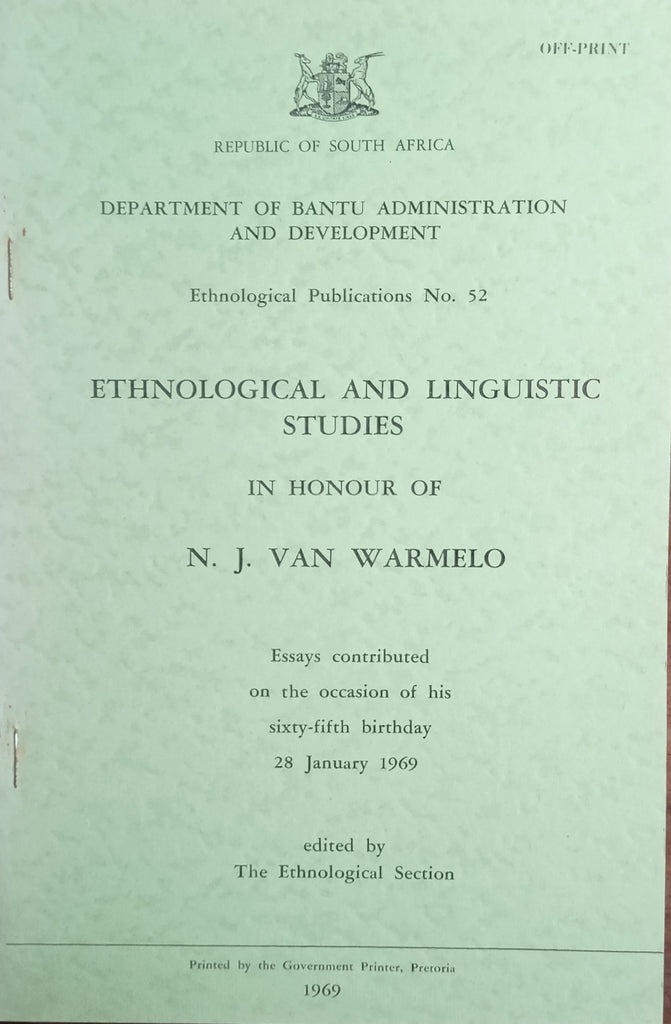 OFF-PRINT
REPUBLIC OF SOUTH AFRICA
DEPARTMENT OF BANTU ADMINISTRATION
AND DEVELOPMENT
Ethnological Publications No. 52
ETHNOLOGICAL AND LINGUISTIC
STUDIES
IN HONOUR OF
N. J. VAN WARMELO
Essays contributed
on the occasion of his
sixty-fifth birthday
28 January 1969
edited by
The Ethnological Section
Printed by the Government Printer, Pretoria
1969